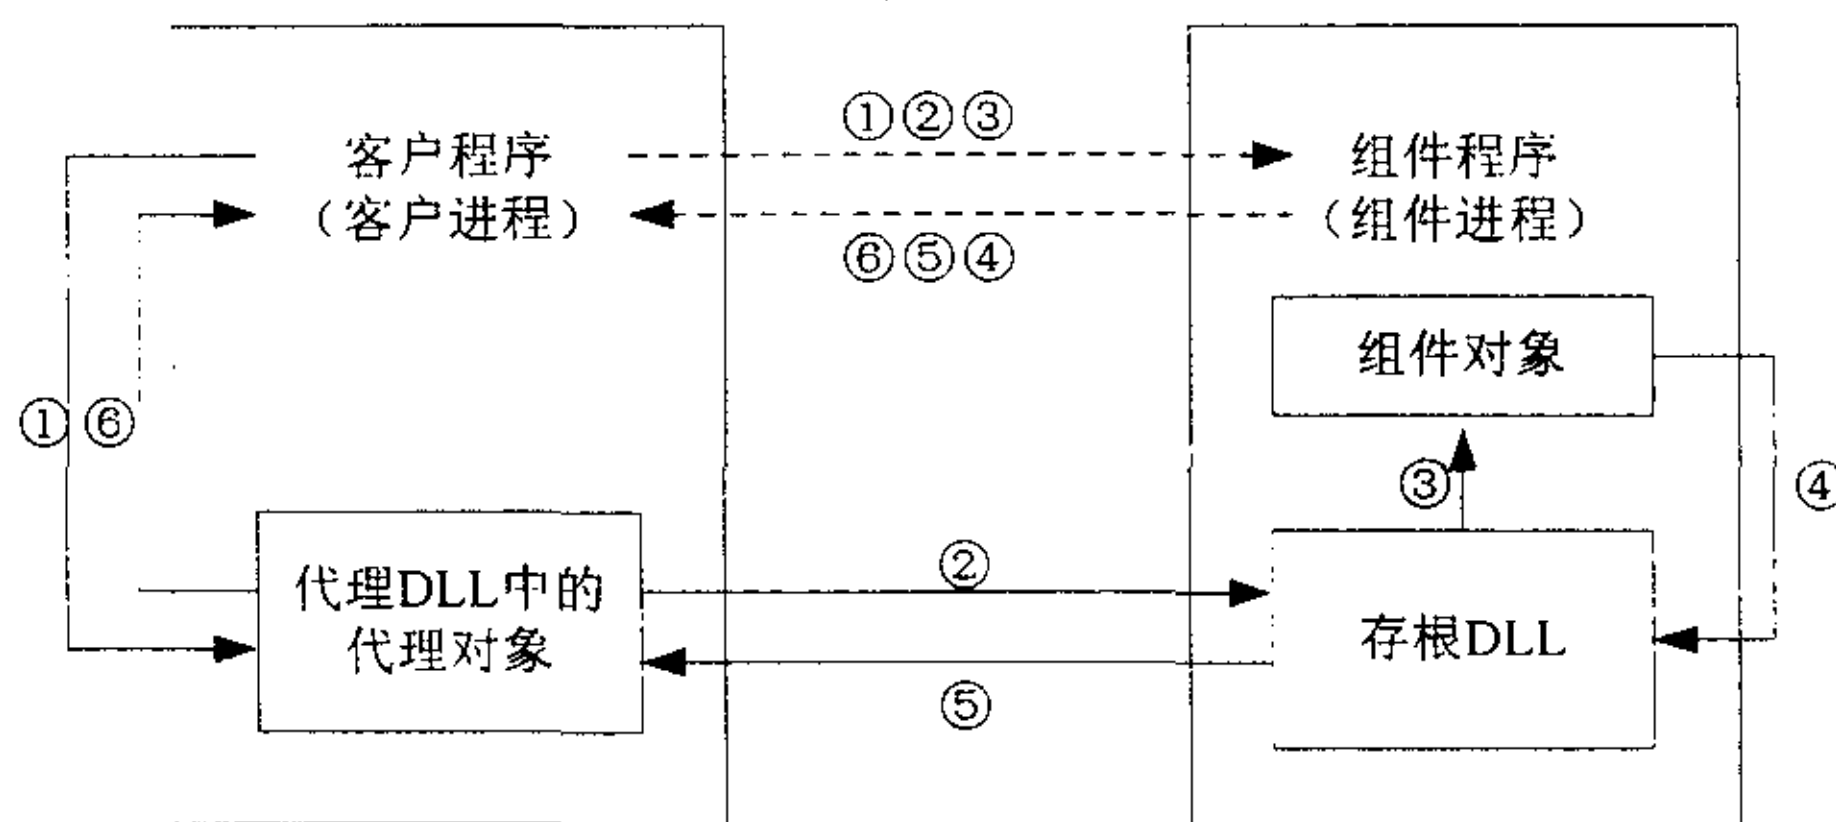 ①②③
客户程序
(客户进程)
组件程序
(组件进程)
⑥⑤④
组件对象
①⑥
③
④
代理DLL中的
代理对象
②
存根DLL
⑤